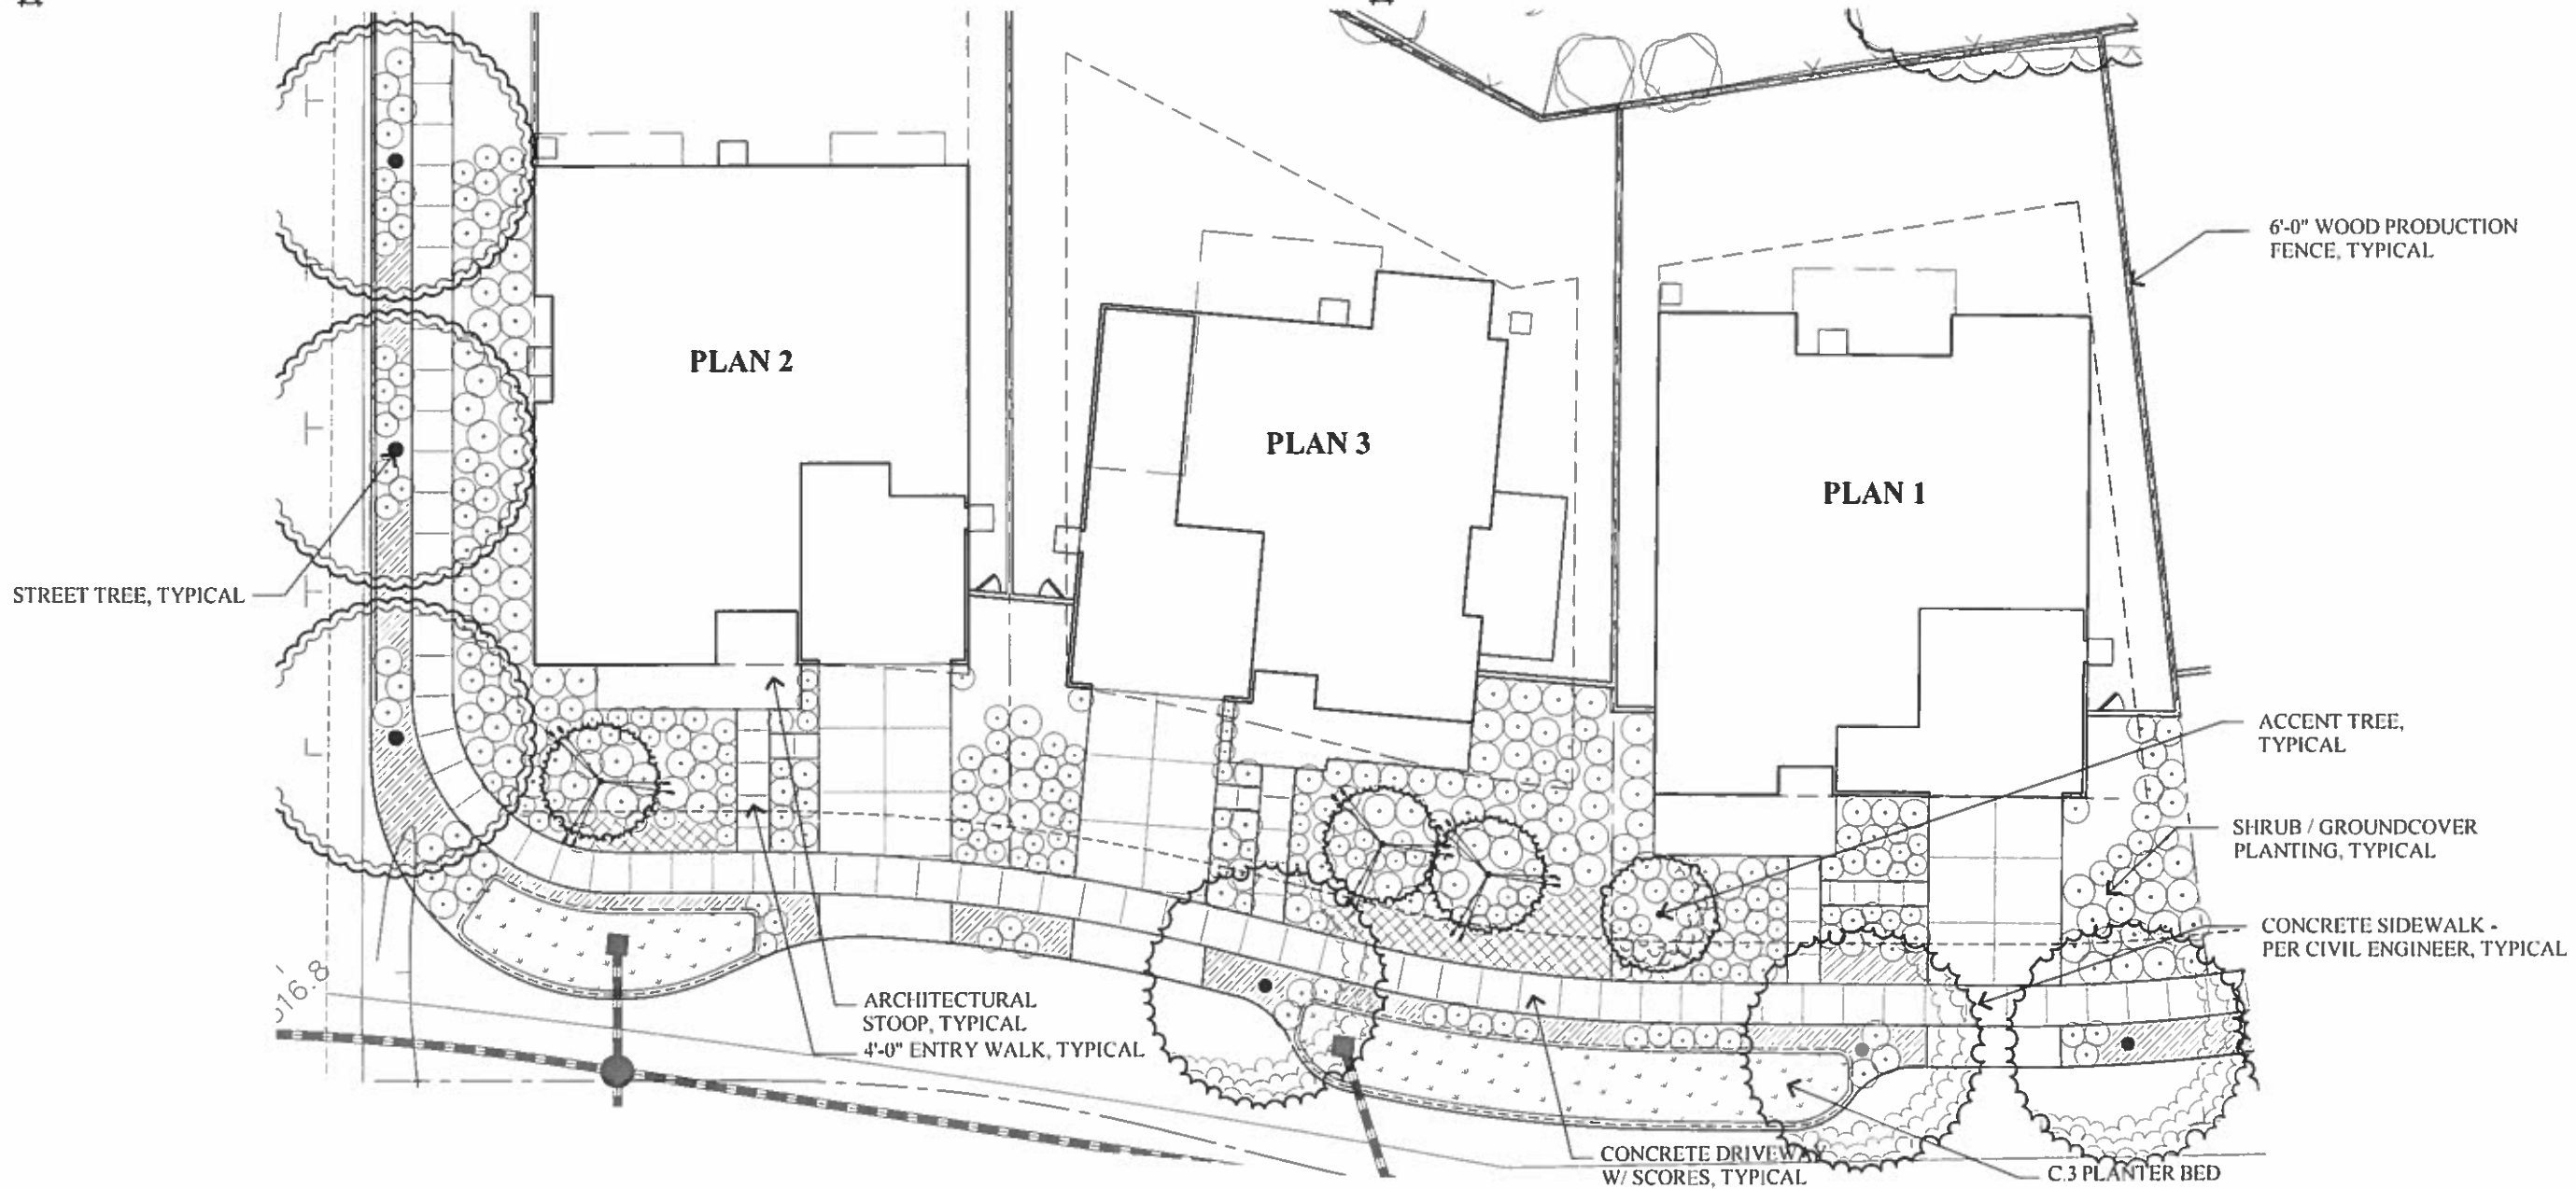 6'-0" WOOD PRODUCTION
FENCE, TYPICAL
PLAN 2
PLAN 3
PLAN 1
STREET TREE, TYPICAL
ACCENT TREE,
TYPICAL
SHRUB / GROUNDCOVER
PLANTING, TYPICAL
CONCRETE SIDEWALK -
PER CIVIL ENGINEER, TYPICAL
16.8
ARCHITECTURAL
STOOP, TYPICAL
4'-0" ENTRY WALK, TYPICAL
CONCRETE DRIVEWAY
W/ SCORES, TYPICAL
C.3 PLANTER BED